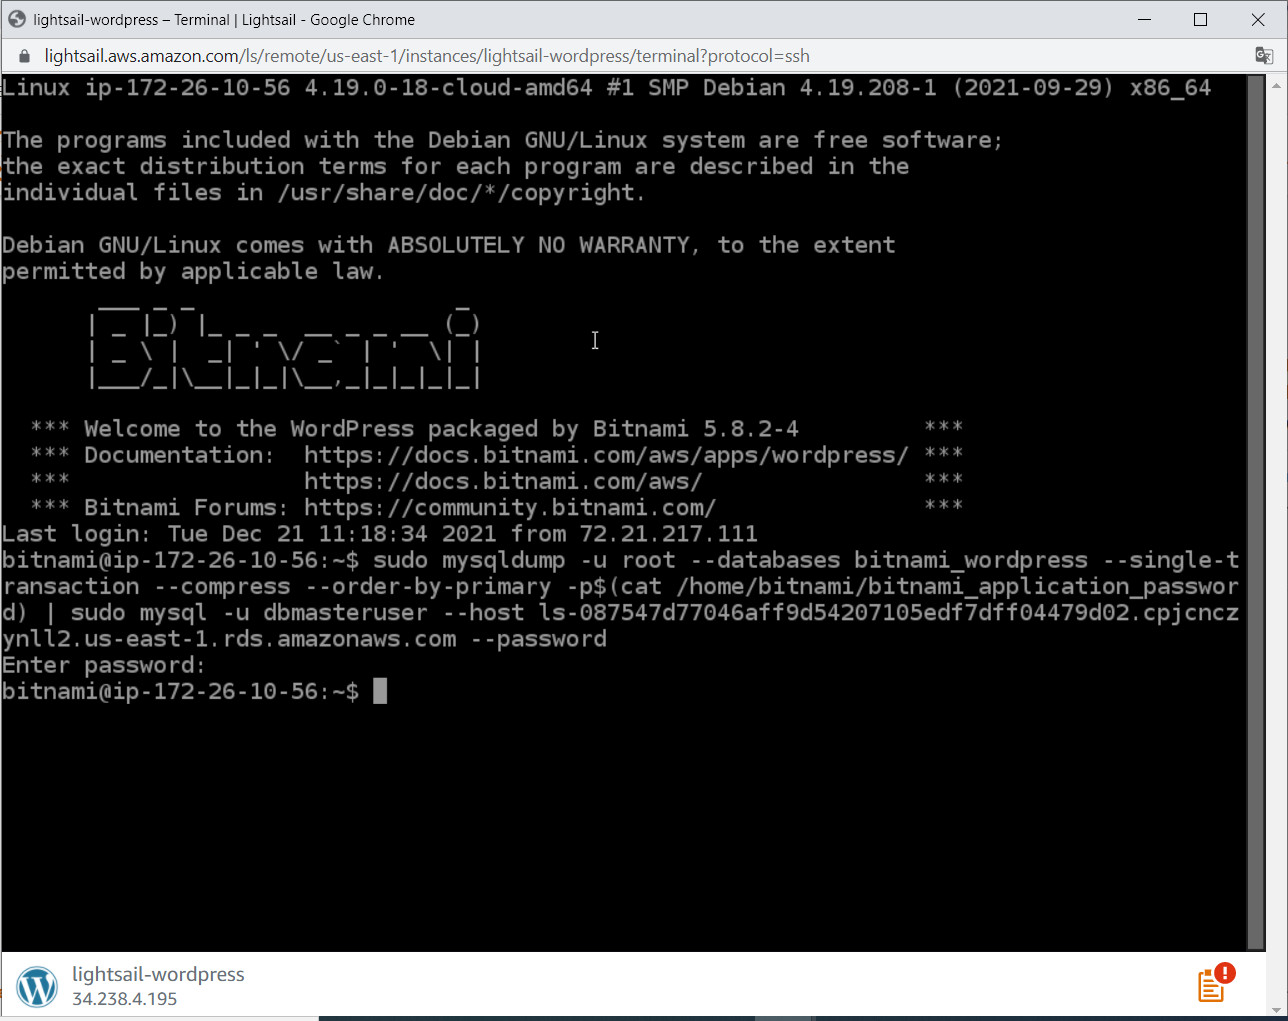 lightsail-wordpress – Terminal | Lightsail - Google Chrome
lightsail.aws.amazon.com/ls/remote/us-east-1/instances/lightsail-wordpress/terminal?protocol=ssh
Linux ip-172-26-10-56 4.19.0-18-cloud-amd64 #1 SMP Debian 4.19.208-1 (2021-09-29) x86_64
The programs included with the Debian GNU/Linux system are free software;
the exact distribution terms for each program are described in the
individual files in /usr/share/doc/*/copyright.
Debian GNU/Linux comes with ABSOLUTELY NO WARRANTY, to the extent
permitted by applicable law.
Bitnami
*** Welcome to the WordPress packaged by Bitnami 5.8.2-4 ***
*** Documentation: https://docs.bitnami.com/aws/apps/wordpress/ ***
*** https://docs.bitnami.com/aws/ ***
*** Bitnami Forums: https://community.bitnami.com/ ***
Last login: Tue Dec 21 11:18:34 2021 from 72.21.217.111
bitnami@ip-172-26-10-56:~$ sudo mysqldump -u root --databases bitnami_wordpress --single-t
ransaction --compress --order-by-primary -p$(cat /home/bitnami/bitnami_application_passwor
d) | sudo mysql -u dbmasteruser --host ls-087547d77046aff9d54207105edf7dff04479d02.cpjcncz
ynll2.us-east-1.rds.amazonaws.com --password
Enter password:
bitnami@ip-172-26-10-56:~$
lightsail-wordpress
34.238.4.195